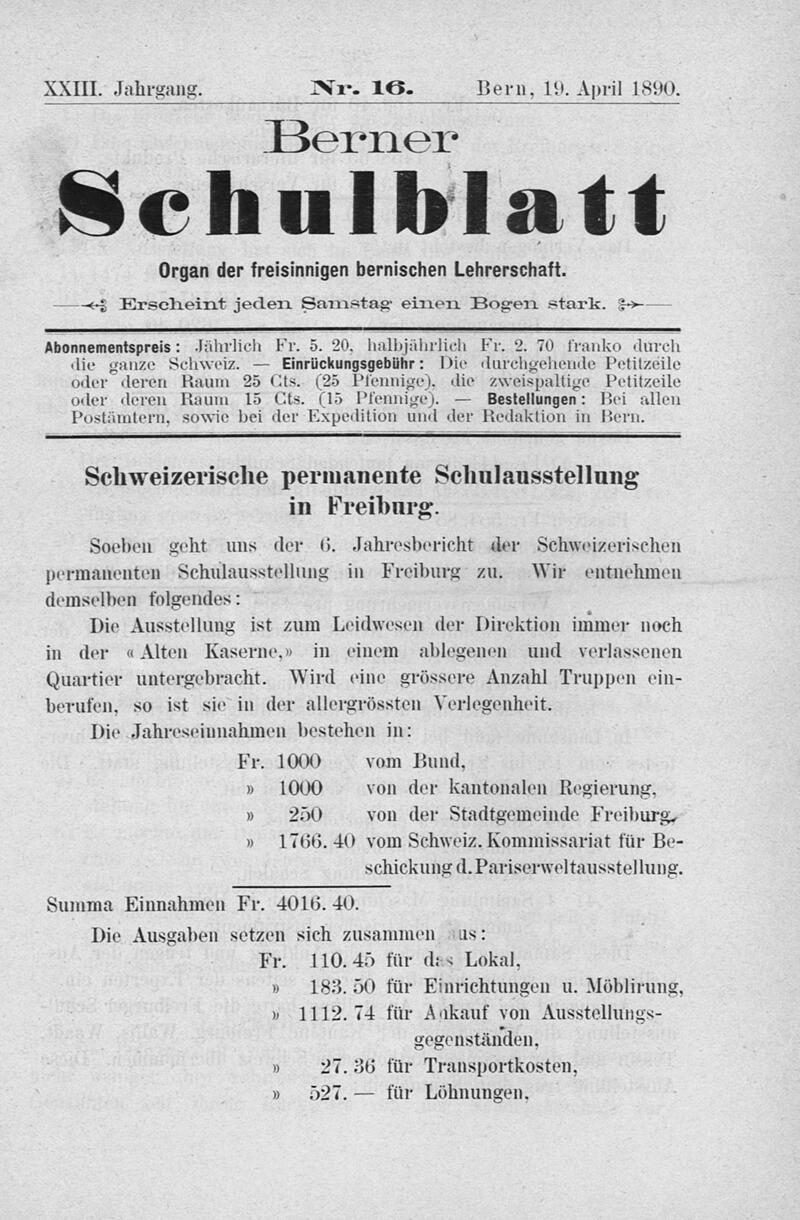 XXIII. Jahrgang. Nr. 16. Bern, 19. April 1890.
Berner
Schulblatt
Organ der freisinnigen bernischen Lehrerschaft.
Erscheint jeden Samstag einen Bogen stark.
Abonnementspreis: Jährlich Fr. 5. 20, halbjährlich Fr. 2. 70 franko durch
die ganze Schweiz. — Einrückungsgebühr: Die durchgehende Petitzeile
oder deren Raum 25 Cts. (25 Pfennige), die zweispaltige Petitzeile
oder deren Raum 15 Cts. (15 Pfennige). — Bestellungen: Bei allen
Postämtern, sowie bei der Expedition und der Redaktion in Bern.
Schweizerische permanente Schulausstellung
in Freiburg.
Soeben geht uns der 6. Jahresbericht der Schweizerischen
permanenten Schulausstellung in Freiburg zu. Wir entnehmen
demselben folgendes:
Die Ausstellung ist zum Leidwesen der Direktion immer noch
in der « Alten Kaserne,» in einem ablegenen und verlassenen
Quartier untergebracht. Wird eine grössere Anzahl Truppen ein-
berufen, so ist sie in der allergrössten Verlegenheit.
Die Jahreseinnahmen bestehen in:
Fr. 1000 vom Bund,
» 1000 von der kantonalen Regierung,
» 250 von der Stadtgemeinde Freiburg,
» 1766. 40 vom Schweiz. Kommissariat für Be-
schickung d. Pariserweltausstellung.
Summa Einnahmen Fr. 4016. 40.
Die Ausgaben setzen sich zusammen aus:
Fr. 110. 45 für das Lokal,
» 183. 50 für Einrichtungen u. Möblirung,
» 1112. 74 für Ankauf von Ausstellungs-
gegenständen,
» 27. 36 für Transportkosten,
» 527. — für Löhnungen,